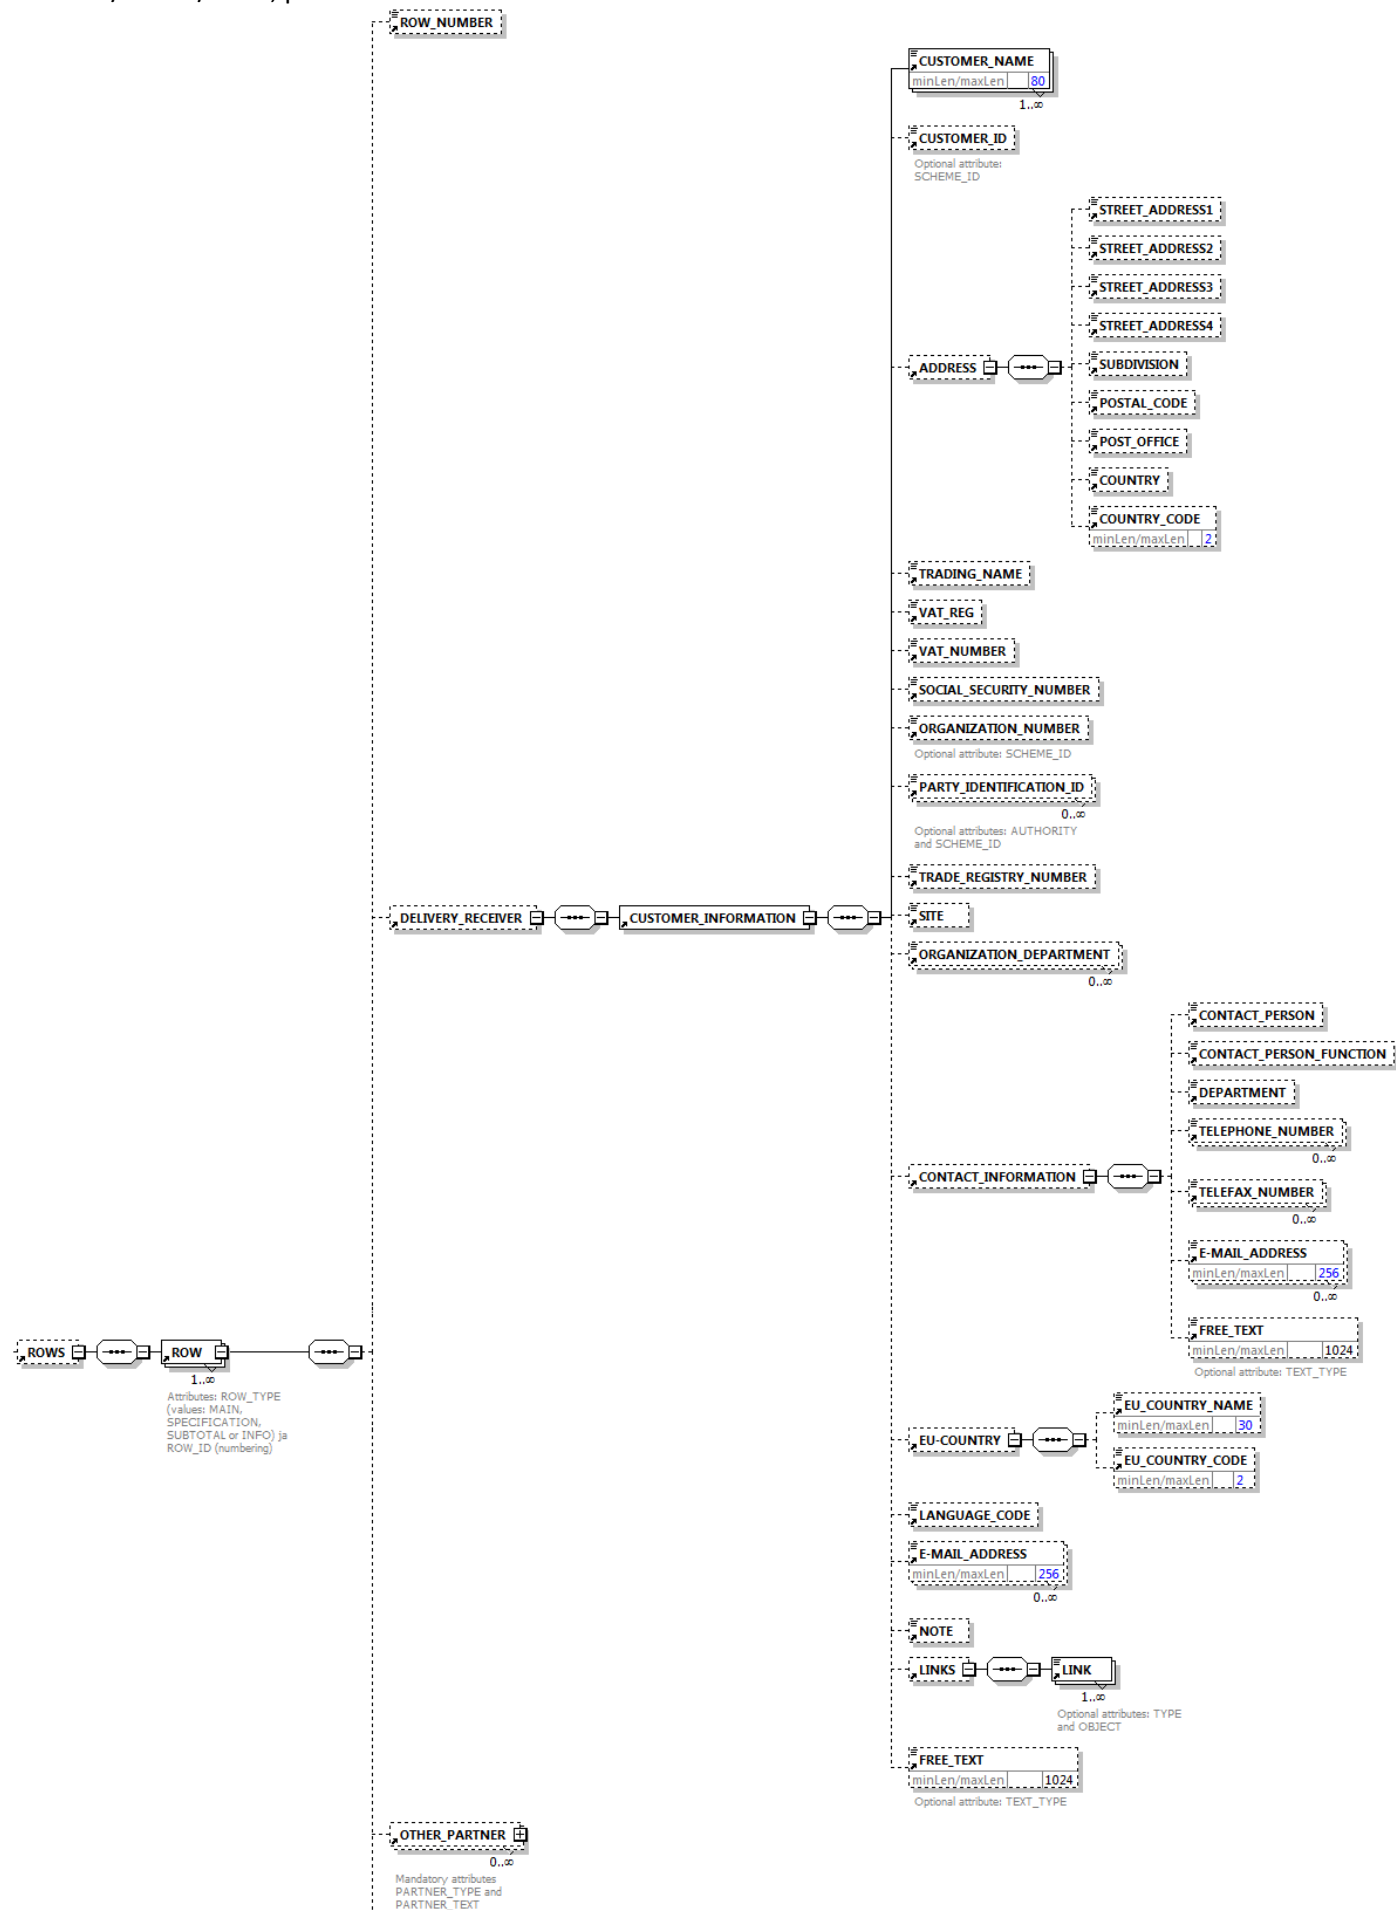 ROW_NUMBER
CUSTOMER_NAME
minLen/maxLen 80
1..∞
CUSTOMER_ID
Optional attribute:
SCHEME_ID
STREET_ADDRESS1
STREET_ADDRESS2
STREET_ADDRESS3
STREET_ADDRESS4
ADDRESS
SUBDIVISION
POSTAL_CODE
POST_OFFICE
COUNTRY
COUNTRY_CODE
minLen/maxLen 2
TRADING_NAME
VAT_REG
VAT_NUMBER
SOCIAL_SECURITY_NUMBER
ORGANIZATION_NUMBER
Optional attribute: SCHEME_ID
PARTY_IDENTIFICATION_ID
0..∞
Optional attributes: AUTHORITY
and SCHEME_ID
TRADE_REGISTRY_NUMBER
DELIVERY_RECEIVER
CUSTOMER_INFORMATION
SITE
ORGANIZATION_DEPARTMENT
0..∞
CONTACT_PERSON
CONTACT_PERSON_FUNCTION
DEPARTMENT
TELEPHONE_NUMBER
0..∞
CONTACT_INFORMATION
TELEFAX_NUMBER
0..∞
E-MAIL_ADDRESS
minLen/maxLen 256
0..∞
FREE_TEXT
minLen/maxLen 1024
Optional attribute: TEXT_TYPE
ROWS
ROW
1..∞
Attributes: ROW_TYPE
(values: MAIN,
SPECIFICATION,
SUBTOTAL or INFO) ja
ROW_ID (numbering)
EU_COUNTRY_NAME
minLen/maxLen 30
EU-COUNTRY
EU_COUNTRY_CODE
minLen/maxLen 2
LANGUAGE_CODE
E-MAIL_ADDRESS
minLen/maxLen 256
0..∞
NOTE
LINKS
LINK
1..∞
Optional attributes: TYPE
and OBJECT
FREE_TEXT
minLen/maxLen 1024
Optional attribute: TEXT_TYPE
OTHER_PARTNER
0..∞
Mandatory attributes
PARTNER_TYPE and
PARTNER_TEXT